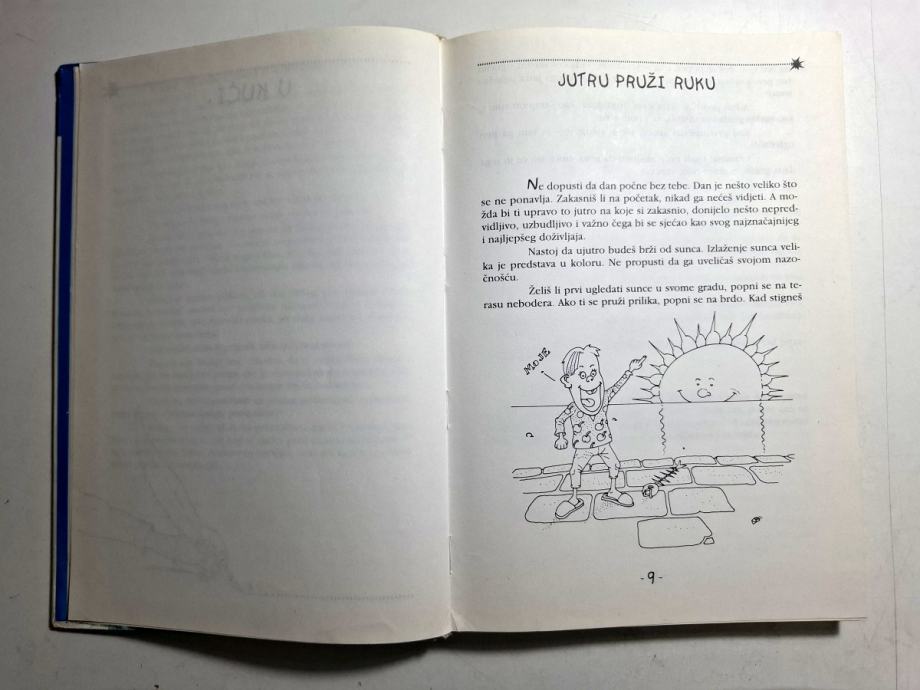 U KUĆI
JUTRU PRUŽI RUKU
Ne dopusti da dan počne bez tebe. Dan je nešto veliko što
se ne ponavlja. Zakasniš li na početak, nikad ga nećeš vidjeti. A mo-
žda bi ti upravo to jutro na koje si zakasnio, donijelo nešto nepred-
vidljivo, uzbudljivo i važno čega bi se sjećao kao svog najznačajnijeg
i najljepšeg doživljaja.
Nastoj da ujutro budeš brži od sunca. Izlaženje sunca veli-
ka je predstava u koloru. Ne propusti da ga uveličaš svojom nazo-
čnošću.
Želiš li prvi ugledati sunce u svome gradu, popni se na te-
rasu nebodera. Ako ti se pruži prilika, popni se na brdo. Kad stigneš
MOJE
- 9 -